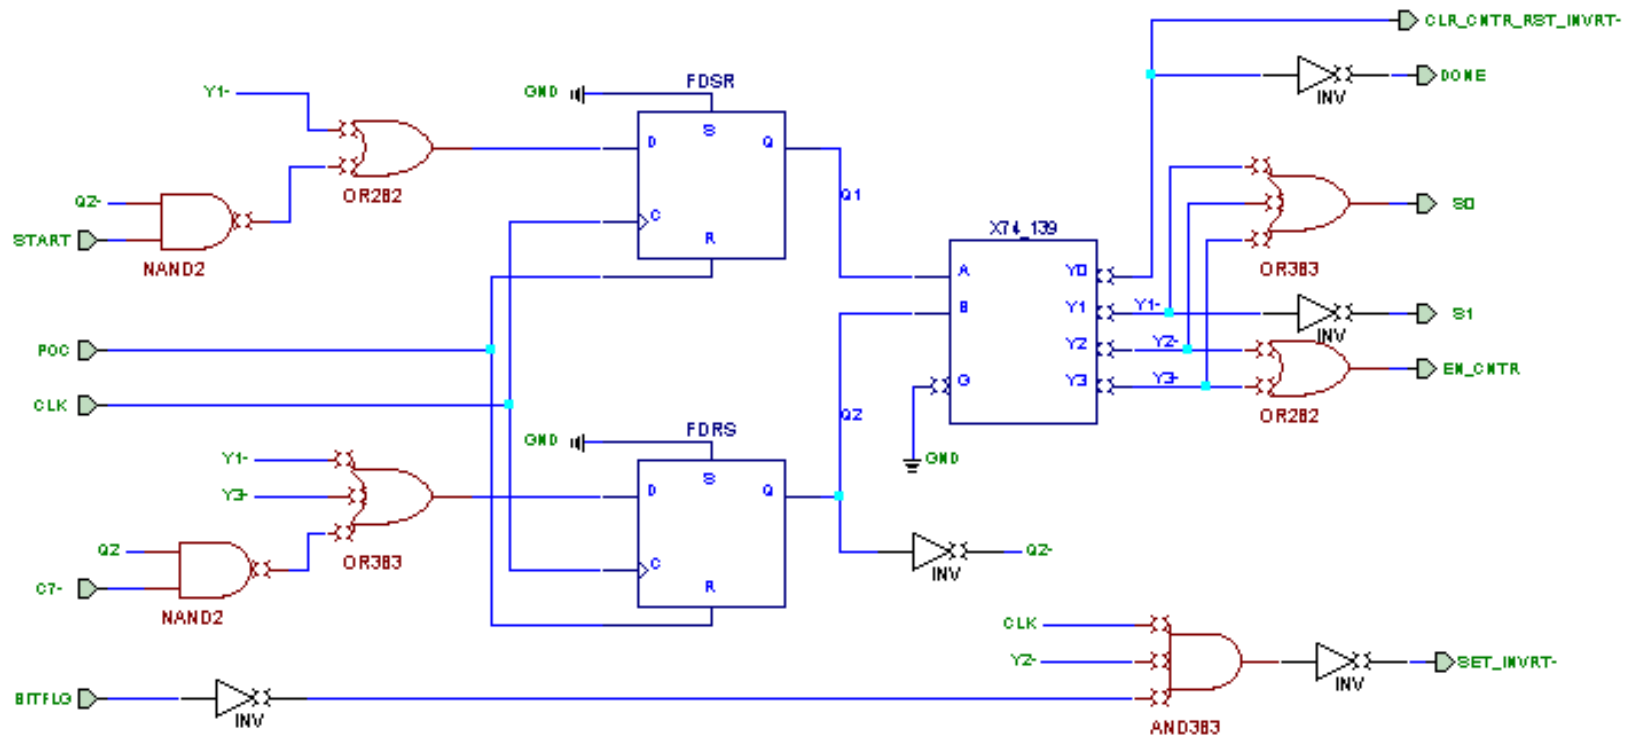 CLR_CNTR_RST_INVRT-
DONE
INV
FDSR
GND
Y1-
S
D
Q
OR2B2
Q2-
START
NAND2
C
R
Q1
S0
OR3B3
X74_139
A
Y0
B
Y1
Y1-
INV
S1
Y2
Y2-
G
Y3
Y3-
EN_CNTR
OR2B2
POC
CLK
Q2
GND
FDRS
GND
Y1-
S
D
Q
Y3-
Q2
OR3B3
C7-
NAND2
C
R
INV
Q2-
CLK
Y2-
SET_INVRT-
INV
BITFLG
INV
AND3B3